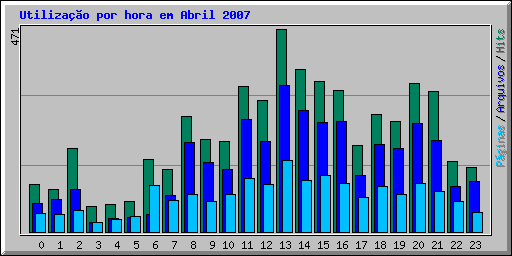 Utilização por hora em Abril 2007
471
Páginas / Arquivos / Hits
0 1 2 3 4 5 6 7 8 9 10 11 12 13 14 15 16 17 18 19 20 21 22 23